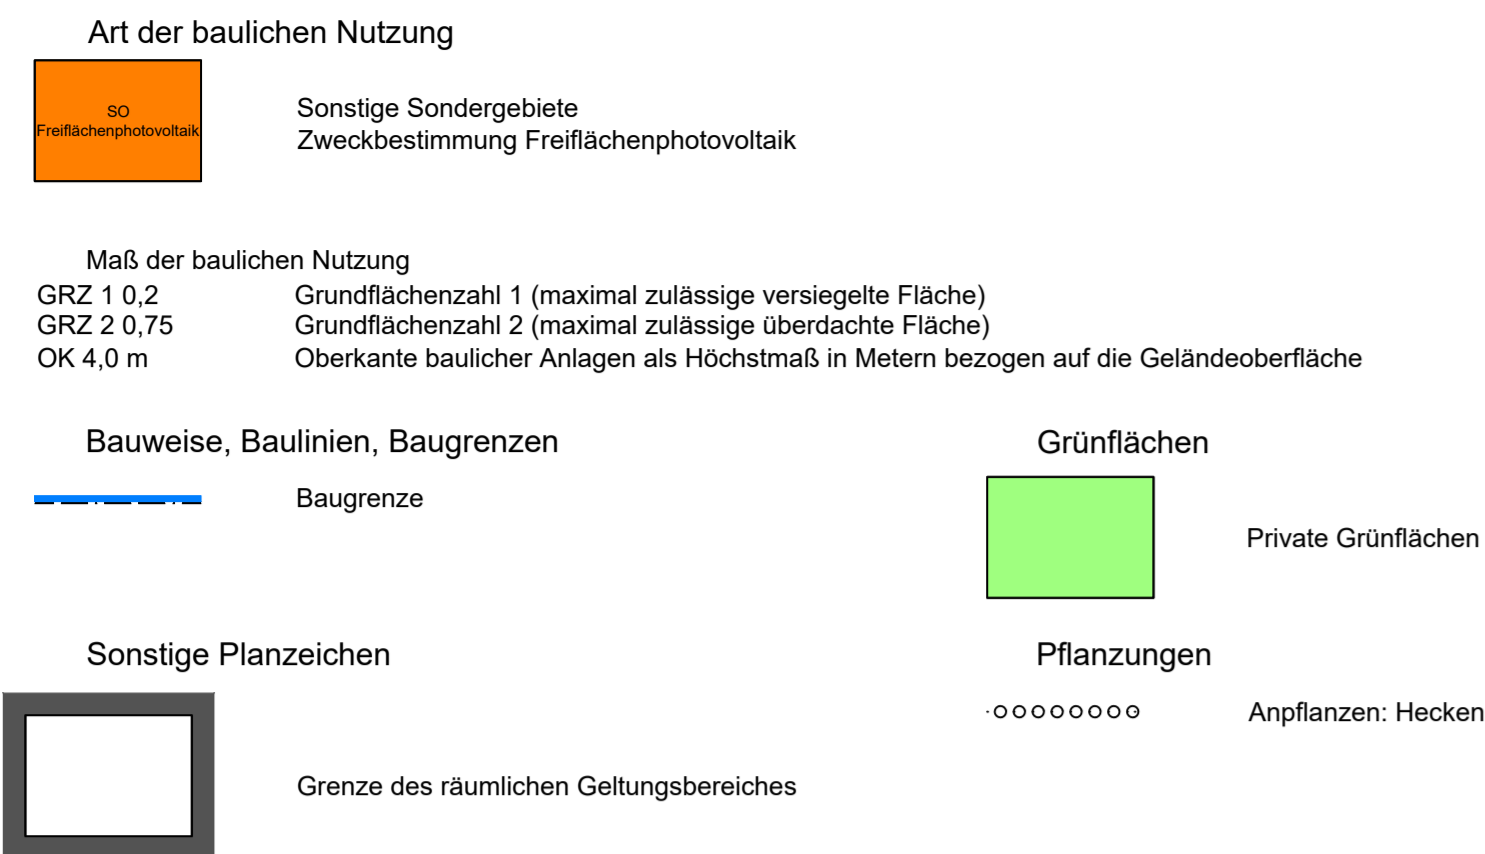 Art der baulichen Nutzung
SO
Freiflächenphotovoltaik
Sonstige Sondergebiete
Zweckbestimmung Freiflächenphotovoltaik
Maß der baulichen Nutzung
GRZ 1 0,2 Grundflächenzahl 1 (maximal zulässige versiegelte Fläche)
GRZ 2 0,75 Grundflächenzahl 2 (maximal zulässige überdachte Fläche)
OK 4,0 m Oberkante baulicher Anlagen als Höchstmaß in Metern bezogen auf die Geländeoberfläche
Bauweise, Baulinien, Baugrenzen
Baugrenze
Grünflächen
Private Grünflächen
Sonstige Planzeichen
Grenze des räumlichen Geltungsbereiches
Pflanzungen
Anpflanzen: Hecken